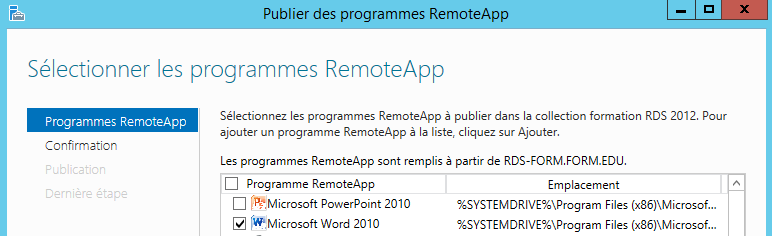 Publier des programmes RemoteApp
Sélectionner les programmes RemoteApp
Programmes RemoteApp
Confirmation
Publication
Dernière étape
Sélectionnez les programmes RemoteApp à publier dans la collection formation RDS 2012. Pour
ajouter un programme RemoteApp à la liste, cliquez sur Ajouter.
Les programmes RemoteApp sont remplis à partir de RDS-FORM.FORM.EDU.
Programme RemoteApp Emplacement
Microsoft PowerPoint 2010 %SYSTEMDRIVE%\Program Files (x86)\Microsof...
Microsoft Word 2010 %SYSTEMDRIVE%\Program Files (x86)\Microsof...